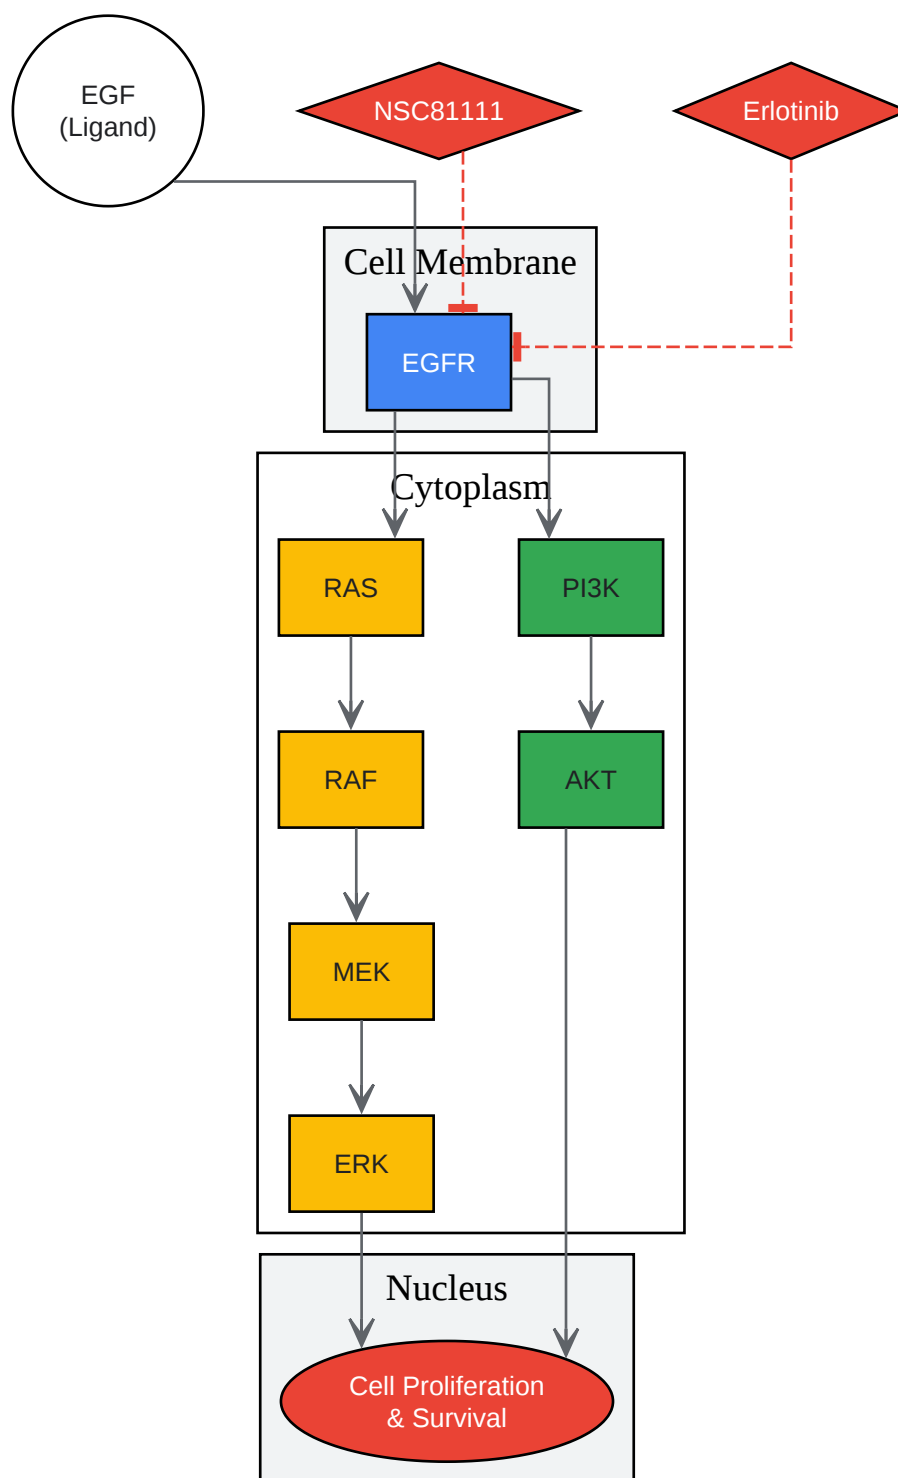 EGF
(Ligand)
NSC81111
Erlotinib
Cell Membrane
EGFR
Cytoplasm
RAS
PI3K
RAF
AKT
MEK
ERK
Nucleus
Cell Proliferation
& Survival